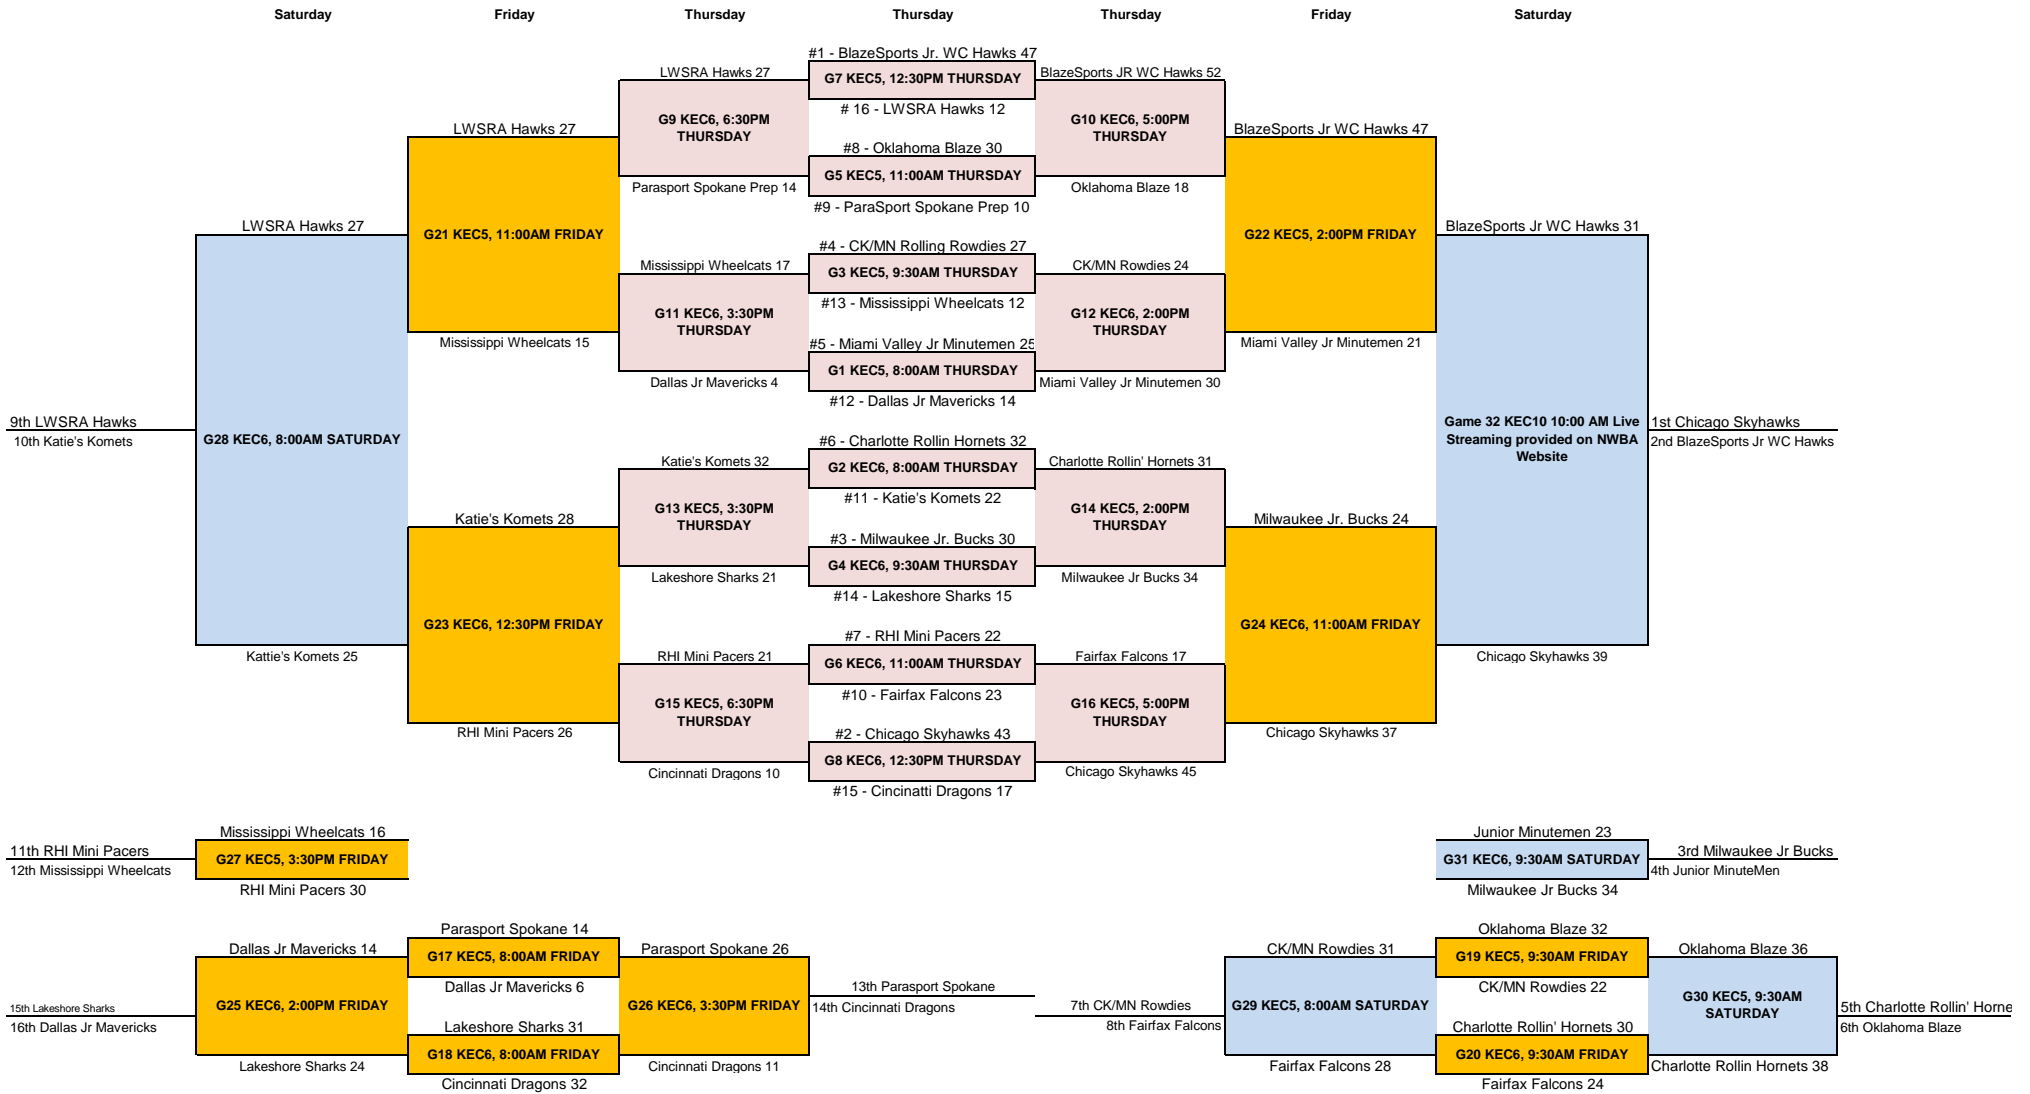 Saturday
Friday
Thursday
Thursday
Thursday
Friday
Saturday
#1 - BlazeSports Jr. WC Hawks 47
LWSRA Hawks 27
G7 KEC5, 12:30PM THURSDAY
BlazeSports JR WC Hawks 52
# 16 - LWSRA Hawks 12
G9 KEC6, 6:30PM
THURSDAY
G10 KEC6, 5:00PM
THURSDAY
LWSRA Hawks 27
BlazeSports Jr WC Hawks 47
#8 - Oklahoma Blaze 30
G5 KEC5, 11:00AM THURSDAY
Parasport Spokane Prep 14
Oklahoma Blaze 18
#9 - ParaSport Spokane Prep 10
LWSRA Hawks 27
G21 KEC5, 11:00AM FRIDAY
G22 KEC5, 2:00PM FRIDAY
BlazeSports Jr WC Hawks 31
#4 - CK/MN Rolling Rowdies 27
Mississippi Wheelcats 17
G3 KEC5, 9:30AM THURSDAY
CK/MN Rowdies 24
#13 - Mississippi Wheelcats 12
G11 KEC6, 3:30PM
THURSDAY
G12 KEC6, 2:00PM
THURSDAY
Mississippi Wheelcats 15
#5 - Miami Valley Jr Minutemen 25
Miami Valley Jr Minutemen 21
G1 KEC5, 8:00AM THURSDAY
Dallas Jr Mavericks 4
Miami Valley Jr Minutemen 30
#12 - Dallas Jr Mavericks 14
9th LWSRA Hawks
10th Katie's Komets
G28 KEC6, 8:00AM SATURDAY
Game 32 KEC10 10:00 AM Live
Streaming provided on NWBA
Website
1st Chicago Skyhawks
2nd BlazeSports Jr WC Hawks
#6 - Charlotte Rollin Hornets 32
Katie's Komets 32
G2 KEC6, 8:00AM THURSDAY
Charlotte Rollin' Hornets 31
#11 - Katie's Komets 22
G13 KEC5, 3:30PM
THURSDAY
G14 KEC5, 2:00PM
THURSDAY
Katie's Komets 28
Milwaukee Jr. Bucks 24
#3 - Milwaukee Jr. Bucks 30
G4 KEC6, 9:30AM THURSDAY
Lakeshore Sharks 21
Milwaukee Jr Bucks 34
#14 - Lakeshore Sharks 15
G23 KEC6, 12:30PM FRIDAY
G24 KEC6, 11:00AM FRIDAY
#7 - RHI Mini Pacers 22
Kattie's Komets 25
RHI Mini Pacers 21
G6 KEC6, 11:00AM THURSDAY
Fairfax Falcons 17
Chicago Skyhawks 39
#10 - Fairfax Falcons 23
G15 KEC5, 6:30PM
THURSDAY
G16 KEC5, 5:00PM
THURSDAY
RHI Mini Pacers 26
#2 - Chicago Skyhawks 43
Chicago Skyhawks 37
G8 KEC6, 12:30PM THURSDAY
Cincinnati Dragons 10
Chicago Skyhawks 45
#15 - Cincinatti Dragons 17
Mississippi Wheelcats 16
11th RHI Mini Pacers
12th Mississippi Wheelcats
G27 KEC5, 3:30PM FRIDAY
RHI Mini Pacers 30
Junior Minutemen 23
G31 KEC6, 9:30AM SATURDAY
3rd Milwaukee Jr Bucks
4th Junior MinuteMen
Milwaukee Jr Bucks 34
Parasport Spokane 14
Dallas Jr Mavericks 14
G17 KEC5, 8:00AM FRIDAY
Parasport Spokane 26
Dallas Jr Mavericks 6
15th Lakeshore Sharks
16th Dallas Jr Mavericks
G25 KEC6, 2:00PM FRIDAY
G26 KEC6, 3:30PM FRIDAY
13th Parasport Spokane
14th Cincinnati Dragons
Lakeshore Sharks 31
Lakeshore Sharks 24
G18 KEC6, 8:00AM FRIDAY
Cincinnati Dragons 11
Cincinnati Dragons 32
Oklahoma Blaze 32
CK/MN Rowdies 31
G19 KEC5, 9:30AM FRIDAY
Oklahoma Blaze 36
CK/MN Rowdies 22
7th CK/MN Rowdies
8th Fairfax Falcons
G29 KEC5, 8:00AM SATURDAY
G30 KEC5, 9:30AM
SATURDAY
5th Charlotte Rollin' Horne
6th Oklahoma Blaze
Charlotte Rollin' Hornets 30
Fairfax Falcons 28
G20 KEC6, 9:30AM FRIDAY
Charlotte Rollin Hornets 38
Fairfax Falcons 24